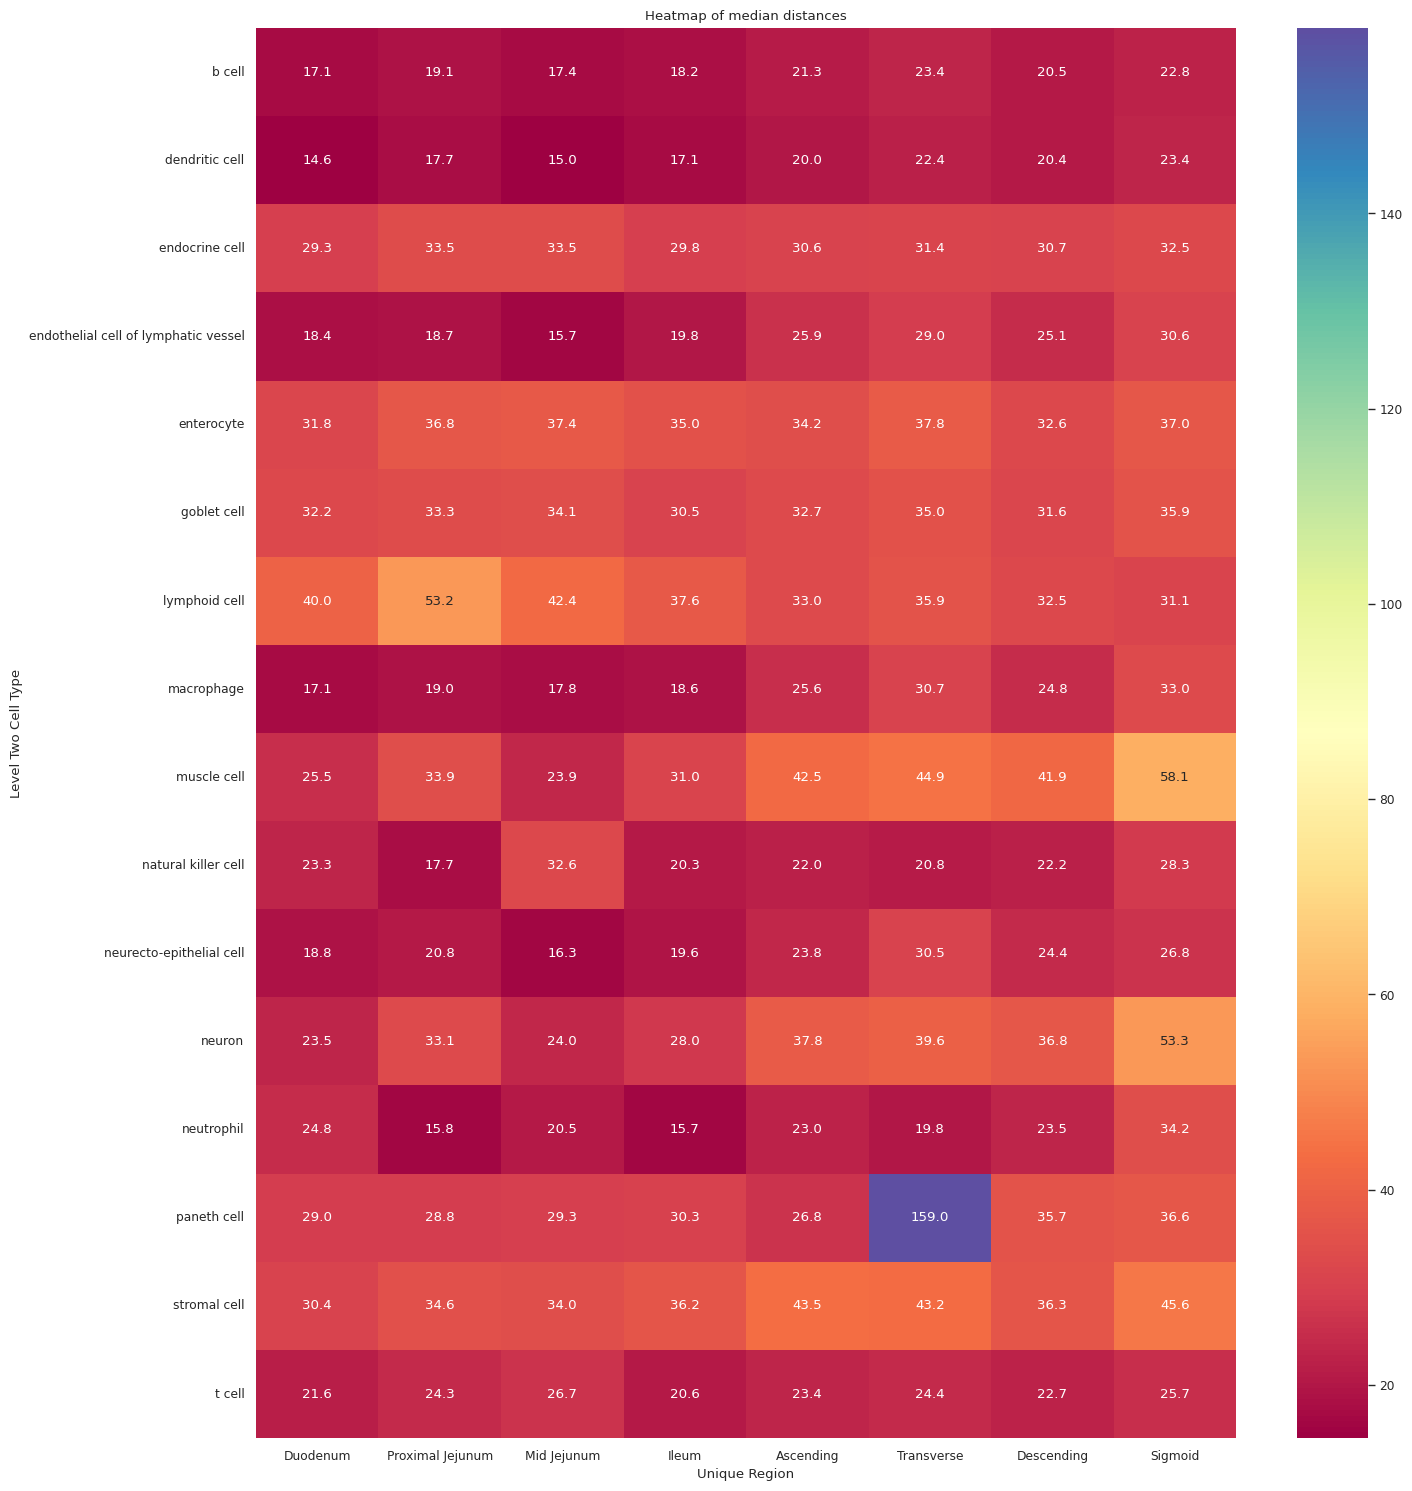 Heatmap of median distances
b cell 17.1 19.1 17.4 18.2 21.3 23.4 20.5 22.8
dendritic cell 14.6 17.7 15.0 17.1 20.0 22.4 20.4 23.4
140
endocrine cell 29.3 33.5 33.5 29.8 30.6 31.4 30.7 32.5
endothelial cell of lymphatic vessel 18.4 18.7 15.7 19.8 25.9 29.0 25.1 30.6
120
enterocyte 31.8 36.8 37.4 35.0 34.2 37.8 32.6 37.0
goblet cell 32.2 33.3 34.1 30.5 32.7 35.0 31.6 35.9
lymphoid cell 40.0 53.2 42.4 37.6 33.0 35.9 32.5 31.1
100
macrophage 17.1 19.0 17.8 18.6 25.6 30.7 24.8 33.0
Level Two Cell Type
muscle cell 25.5 33.9 23.9 31.0 42.5 44.9 41.9 58.1
80
natural killer cell 23.3 17.7 32.6 20.3 22.0 20.8 22.2 28.3
neurecto-epithelial cell 18.8 20.8 16.3 19.6 23.8 30.5 24.4 26.8
60
neuron 23.5 33.1 24.0 28.0 37.8 39.6 36.8 53.3
neutrophil 24.8 15.8 20.5 15.7 23.0 19.8 23.5 34.2
40
paneth cell 29.0 28.8 29.3 30.3 26.8 159.0 35.7 36.6
stromal cell 30.4 34.6 34.0 36.2 43.5 43.2 36.3 45.6
20
t cell 21.6 24.3 26.7 20.6 23.4 24.4 22.7 25.7
Duodenum Proximal Jejunum Mid Jejunum Ileum Ascending Transverse Descending Sigmoid
Unique Region